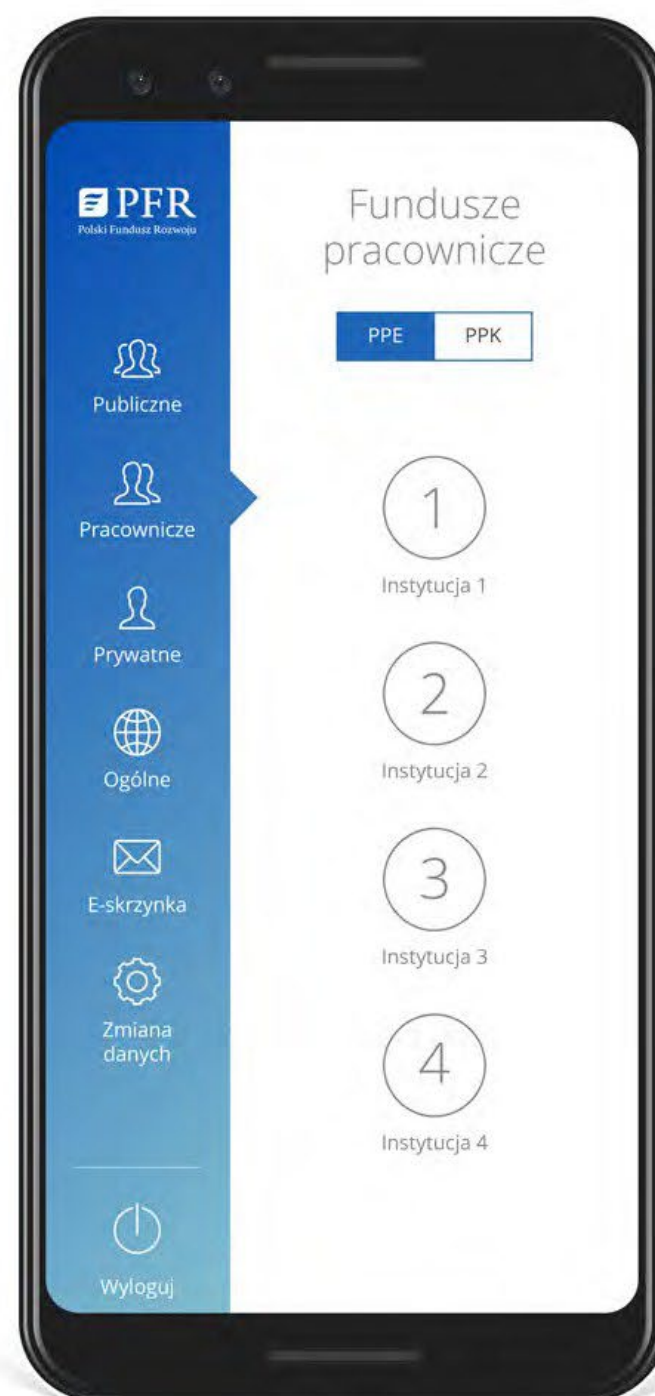 PFR
Polski Fundusz Rozwoju
Publiczne
Pracownicze
Prywatne
Ogólne
E-skrzynka
Zmiana
danych
Wyloguj
Fundusze
pracownicze
PPE PPK
1
Instytucja 1
2
Instytucja 2
3
Instytucja 3
4
Instytucja 4